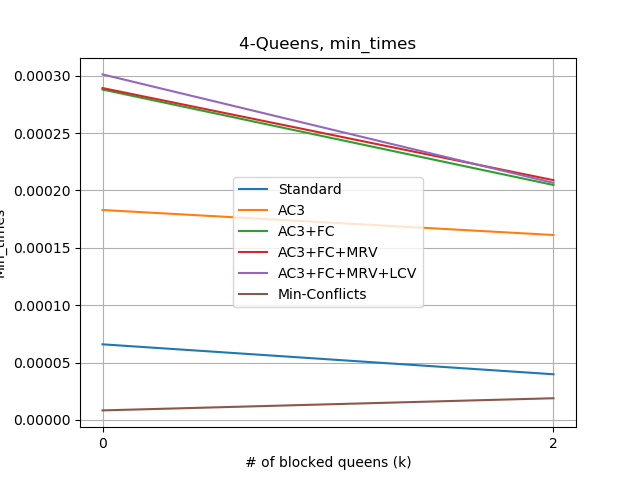 4-Queens, min_times
0.00030
0.00025
0.00020
0.00015
0.00010
0.00005
0.00000
Min_times
Standard
AC3
AC3+FC
AC3+FC+MRV
AC3+FC+MRV+LCV
Min-Conflicts
0 2
# of blocked queens (k)